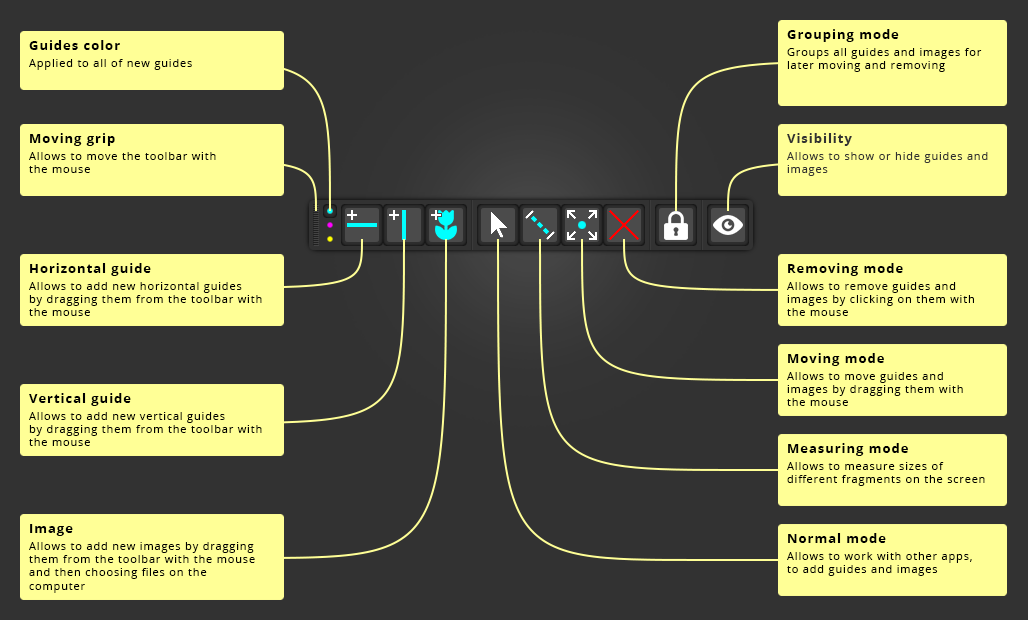 Guides color
Applied to all of new guides
Moving grip
Allows to move the toolbar with
the mouse
Horizontal guide
Allows to add new horizontal guides
by dragging them from the toolbar with
the mouse
Vertical guide
Allows to add new vertical guides
by dragging them from the toolbar with
the mouse
Image
Allows to add new images by dragging
them from the toolbar with the mouse
and then choosing files on the
computer
Grouping mode
Groups all guides and images for
later moving and removing
Visibility
Allows to show or hide guides and
images
Removing mode
Allows to remove guides and
images by clicking on them with
the mouse
Moving mode
Allows to move guides and
images by dragging them with
the mouse
Measuring mode
Allows to measure sizes of
different fragments on the screen
Normal mode
Allows to work with other apps,
to add guides and images